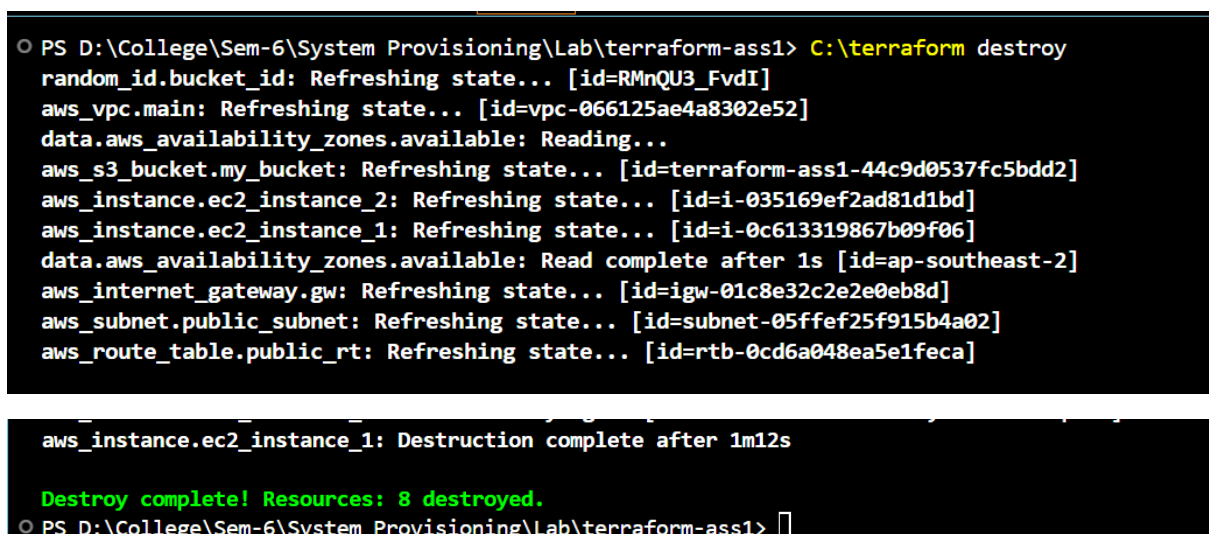 PS D:\College\Sem-6\System Provisioning\Lab\terraform-ass1> C:\terraform destroy
random_id.bucket_id: Refreshing state... [id=RMnQU3_FvdI]
aws_vpc.main: Refreshing state... [id=vpc-066125ae4a8302e52]
data.aws_availability_zones.available: Reading...
aws_s3_bucket.my_bucket: Refreshing state... [id=terraform-ass1-44c9d0537fc5bdd2]
aws_instance.ec2_instance_2: Refreshing state... [id=i-035169ef2ad81d1bd]
aws_instance.ec2_instance_1: Refreshing state... [id=i-0c613319867b09f06]
data.aws_availability_zones.available: Read complete after 1s [id=ap-southeast-2]
aws_internet_gateway.gw: Refreshing state... [id=igw-01c8e32c2e2e0eb8d]
aws_subnet.public_subnet: Refreshing state... [id=subnet-05ffef25f915b4a02]
aws_route_table.public_rt: Refreshing state... [id=rtb-0cd6a048ea5e1feca]
aws_instance.ec2_instance_1: Destruction complete after 1m12s
Destroy complete! Resources: 8 destroyed.
PS D:\College\Sem-6\System Provisioning\Lab\terraform-ass1>